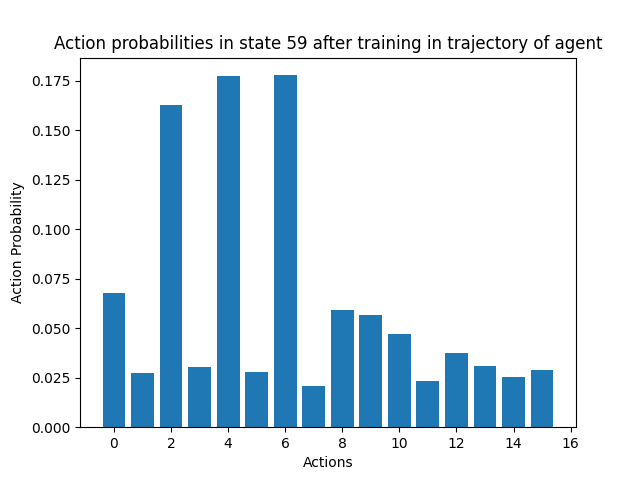 Action probabilities in state 59 after training in trajectory of agent
0.175
0.150
0.125
0.100
0.075
0.050
0.025
0.000
Action Probability
0 2 4 6 8 10 12 14 16
Actions